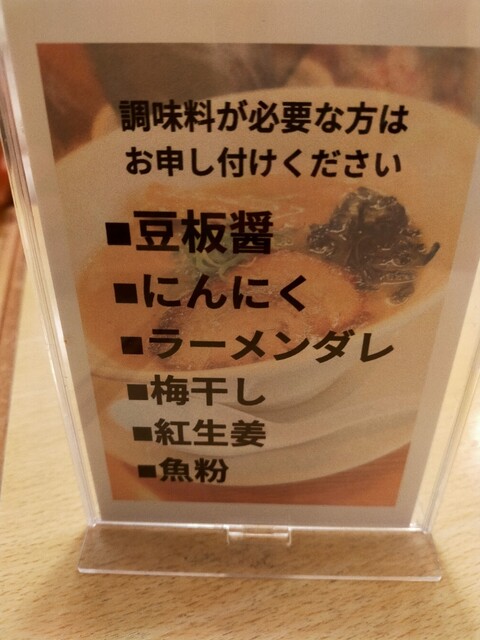 調味料が必要な方は
お申し付けください
■豆板醤
■にんにく
■ラーメンダレ
■梅干し
■紅生姜
■魚粉